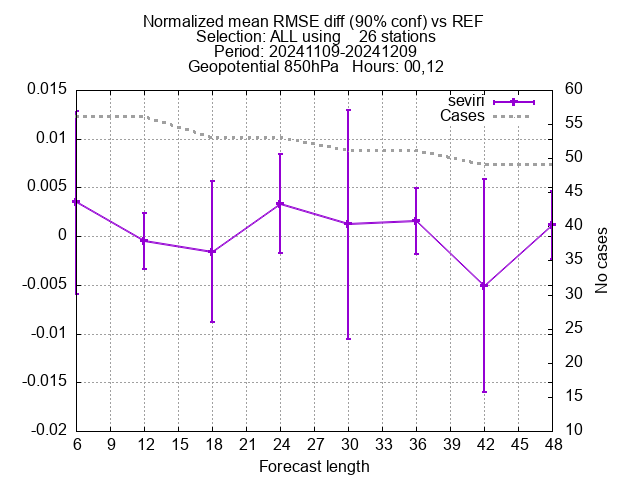 Normalized mean RMSE diff (90% conf) vs REF
Selection: ALL using    26 stations
Period: 20241109-20241209
Geopotential 850hPa   Hours: 00,12
0.015
0.01
0.005
0
-0.005
-0.01
-0.015
-0.02
seviri
Cases
60
55
50
45
40
35
30
25
20
15
10
No cases
6 9 12 15 18 21 24 27 30 33 36 39 42 45 48
Forecast length